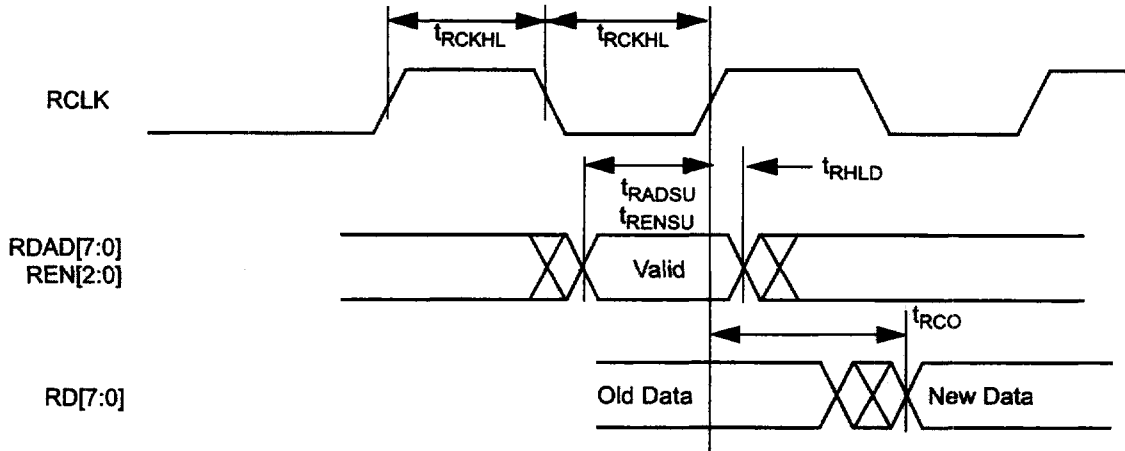 tRCKHL tRCKHL
RCLK
tRHLD
tRADSU
tRENSU
RDAD[7:0]
REN[2:0]
Valid
tRCO
RD[7:0]
Old Data
New Data